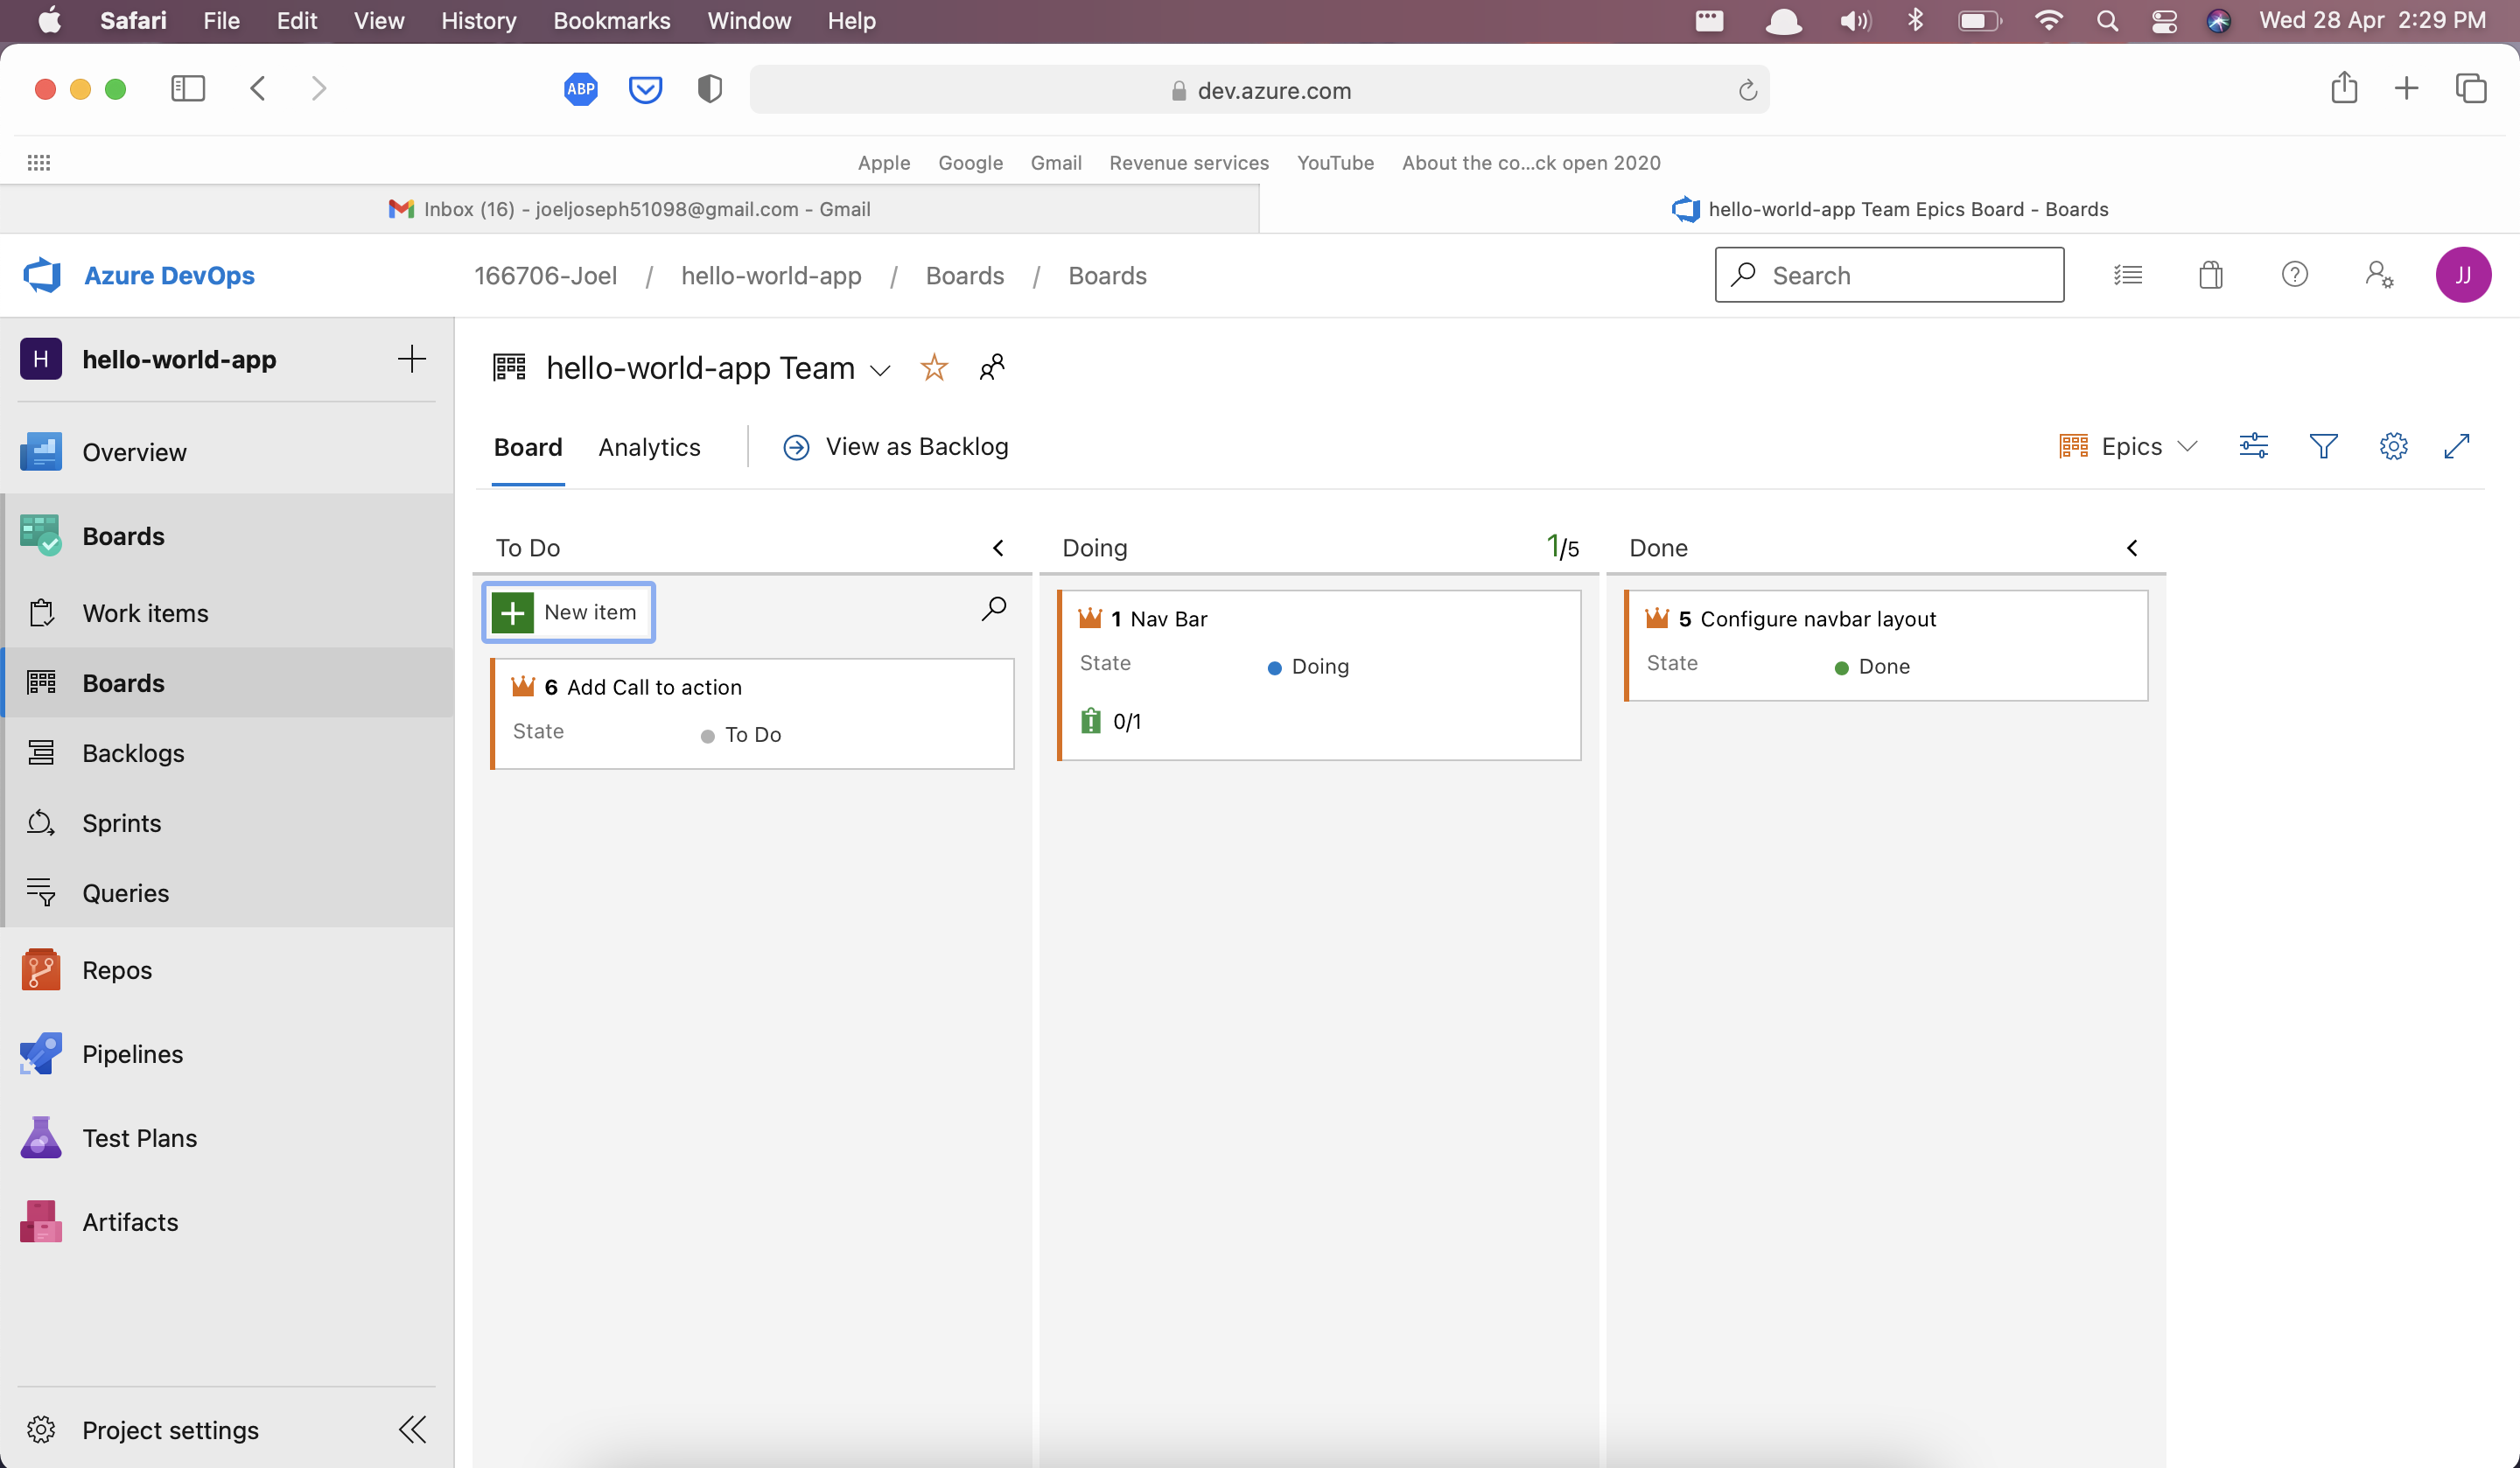 Safari File Edit View History Bookmarks Window Help Wed 28 Apr 2:29 PM
ABP dev.azure.com
Apple Google Gmail Revenue services YouTube About the co...ck open 2020
Inbox (16) - joeljoseph51098@gmail.com - Gmail hello-world-app Team Epics Board - Boards
Azure DevOps 166706-Joel / hello-world-app / Boards / Boards Search JJ
H hello-world-app
Overview
Boards
Work items
Boards
Backlogs
Sprints
Queries
Repos
Pipelines
Test Plans
Artifacts
Project settings
hello-world-app Team
Board Analytics View as Backlog Epics
To Do
New item
6 Add Call to action
State To Do
Doing 1/5
1 Nav Bar
State Doing
0/1
Done
5 Configure navbar layout
State Done